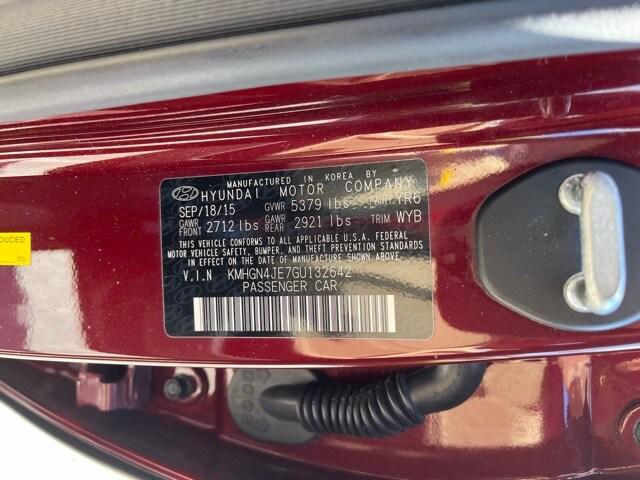 MANUFACTURED IN KOREA BY
HYUNDAI MOTOR COMPANY
SEP/18/15 GVWR 5379 lbs PAINT YR6
GAWR FRONT 2712 lbs GAWR REAR 2921 lbs TRIM WYB
THIS VEHICLE CONFORMS TO ALL APPLICABLE U.S.A. FEDERAL
MOTOR VEHICLE SAFETY, BUMPER, AND THEFT PREVENTION STANDARDS
IN EFFECT ON THE DATE OF MANUFACTURE SHOWN ABOVE.
V.I.N KMHGN4JE7GU132642
PASSENGER CAR
DUCED